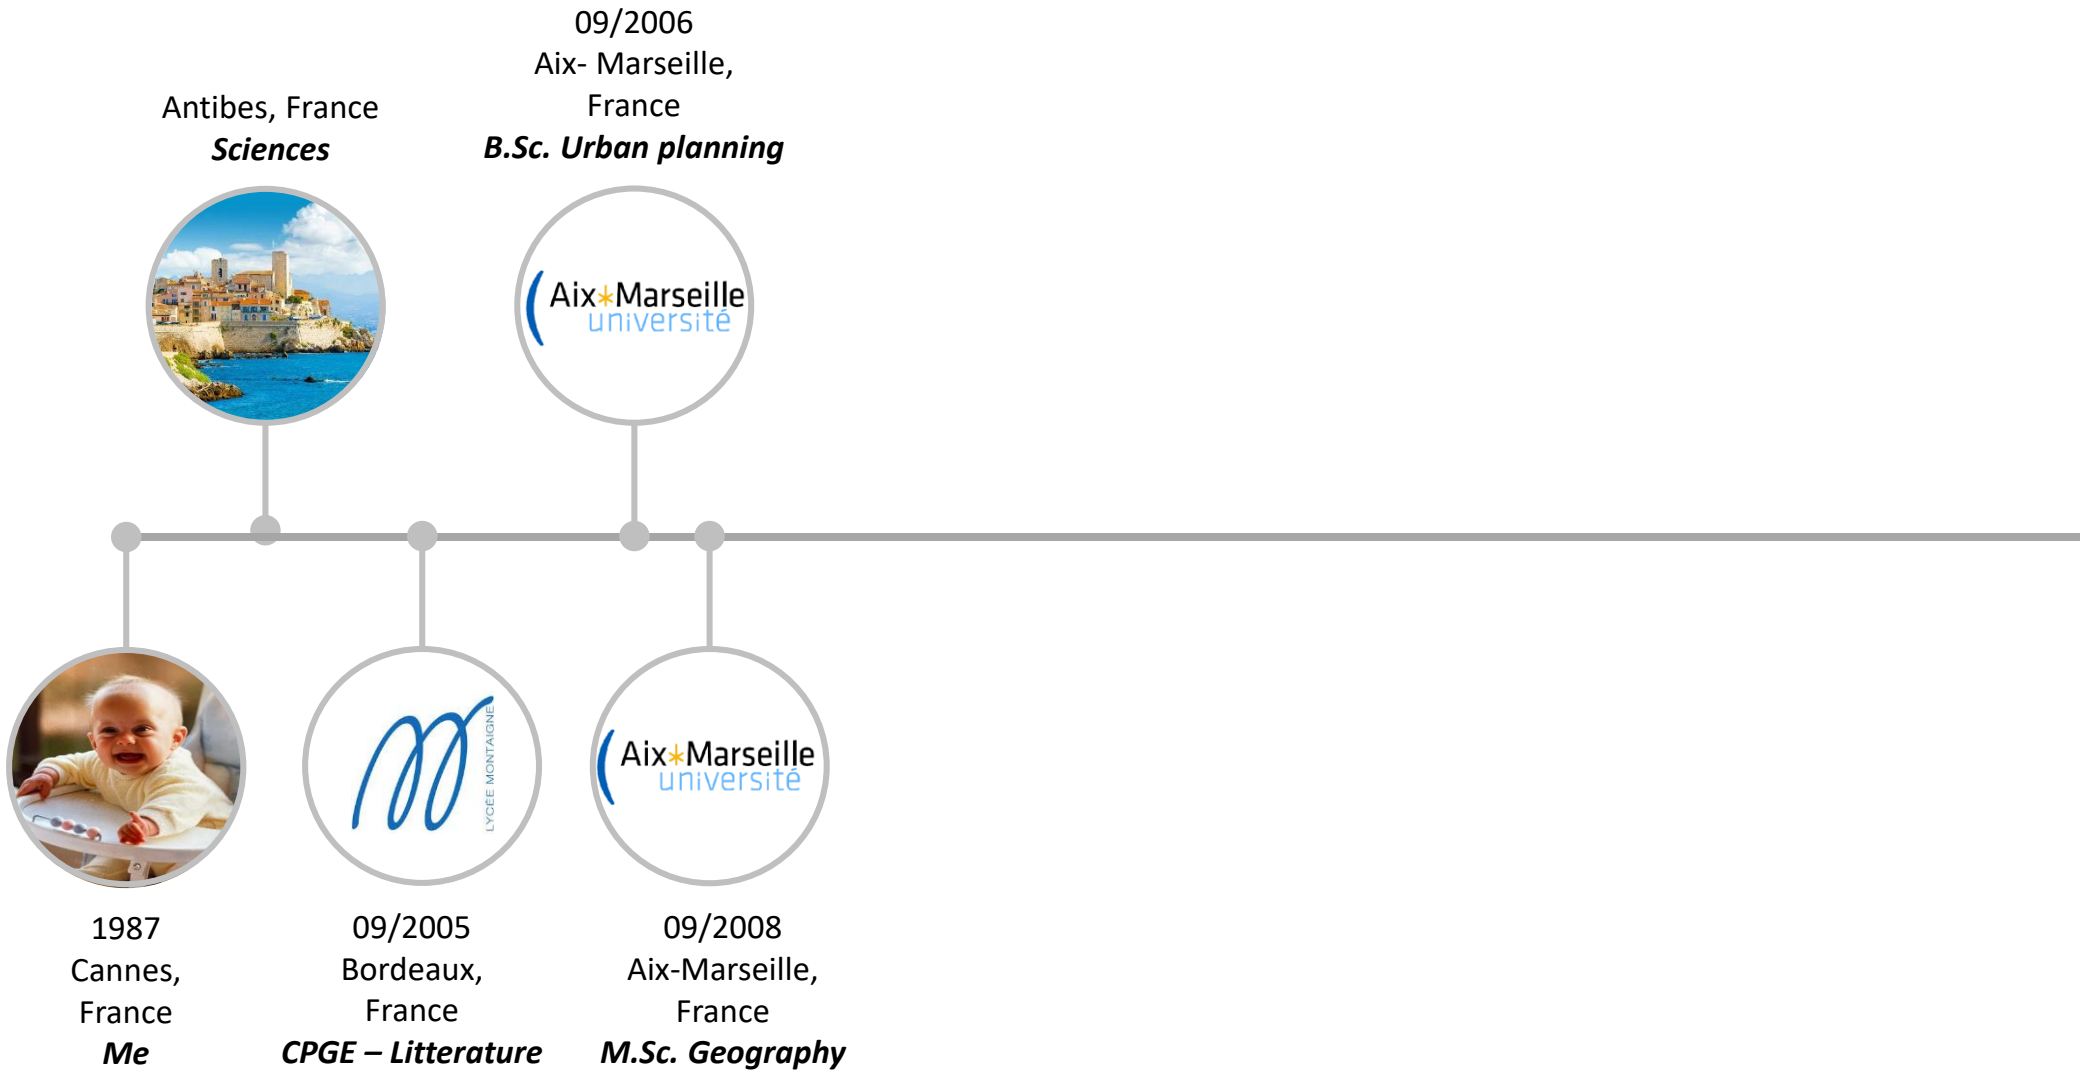 09/2006
Aix- Marseille,
France
B.Sc. Urban planning
Antibes, France
Sciences
Aix*Marseille
université
LYCÉE MONTAIGNE
Aix*Marseille
université
1987
Cannes,
France
Me
09/2005
Bordeaux,
France
CPGE – Litterature
09/2008
Aix-Marseille,
France
M.Sc. Geography